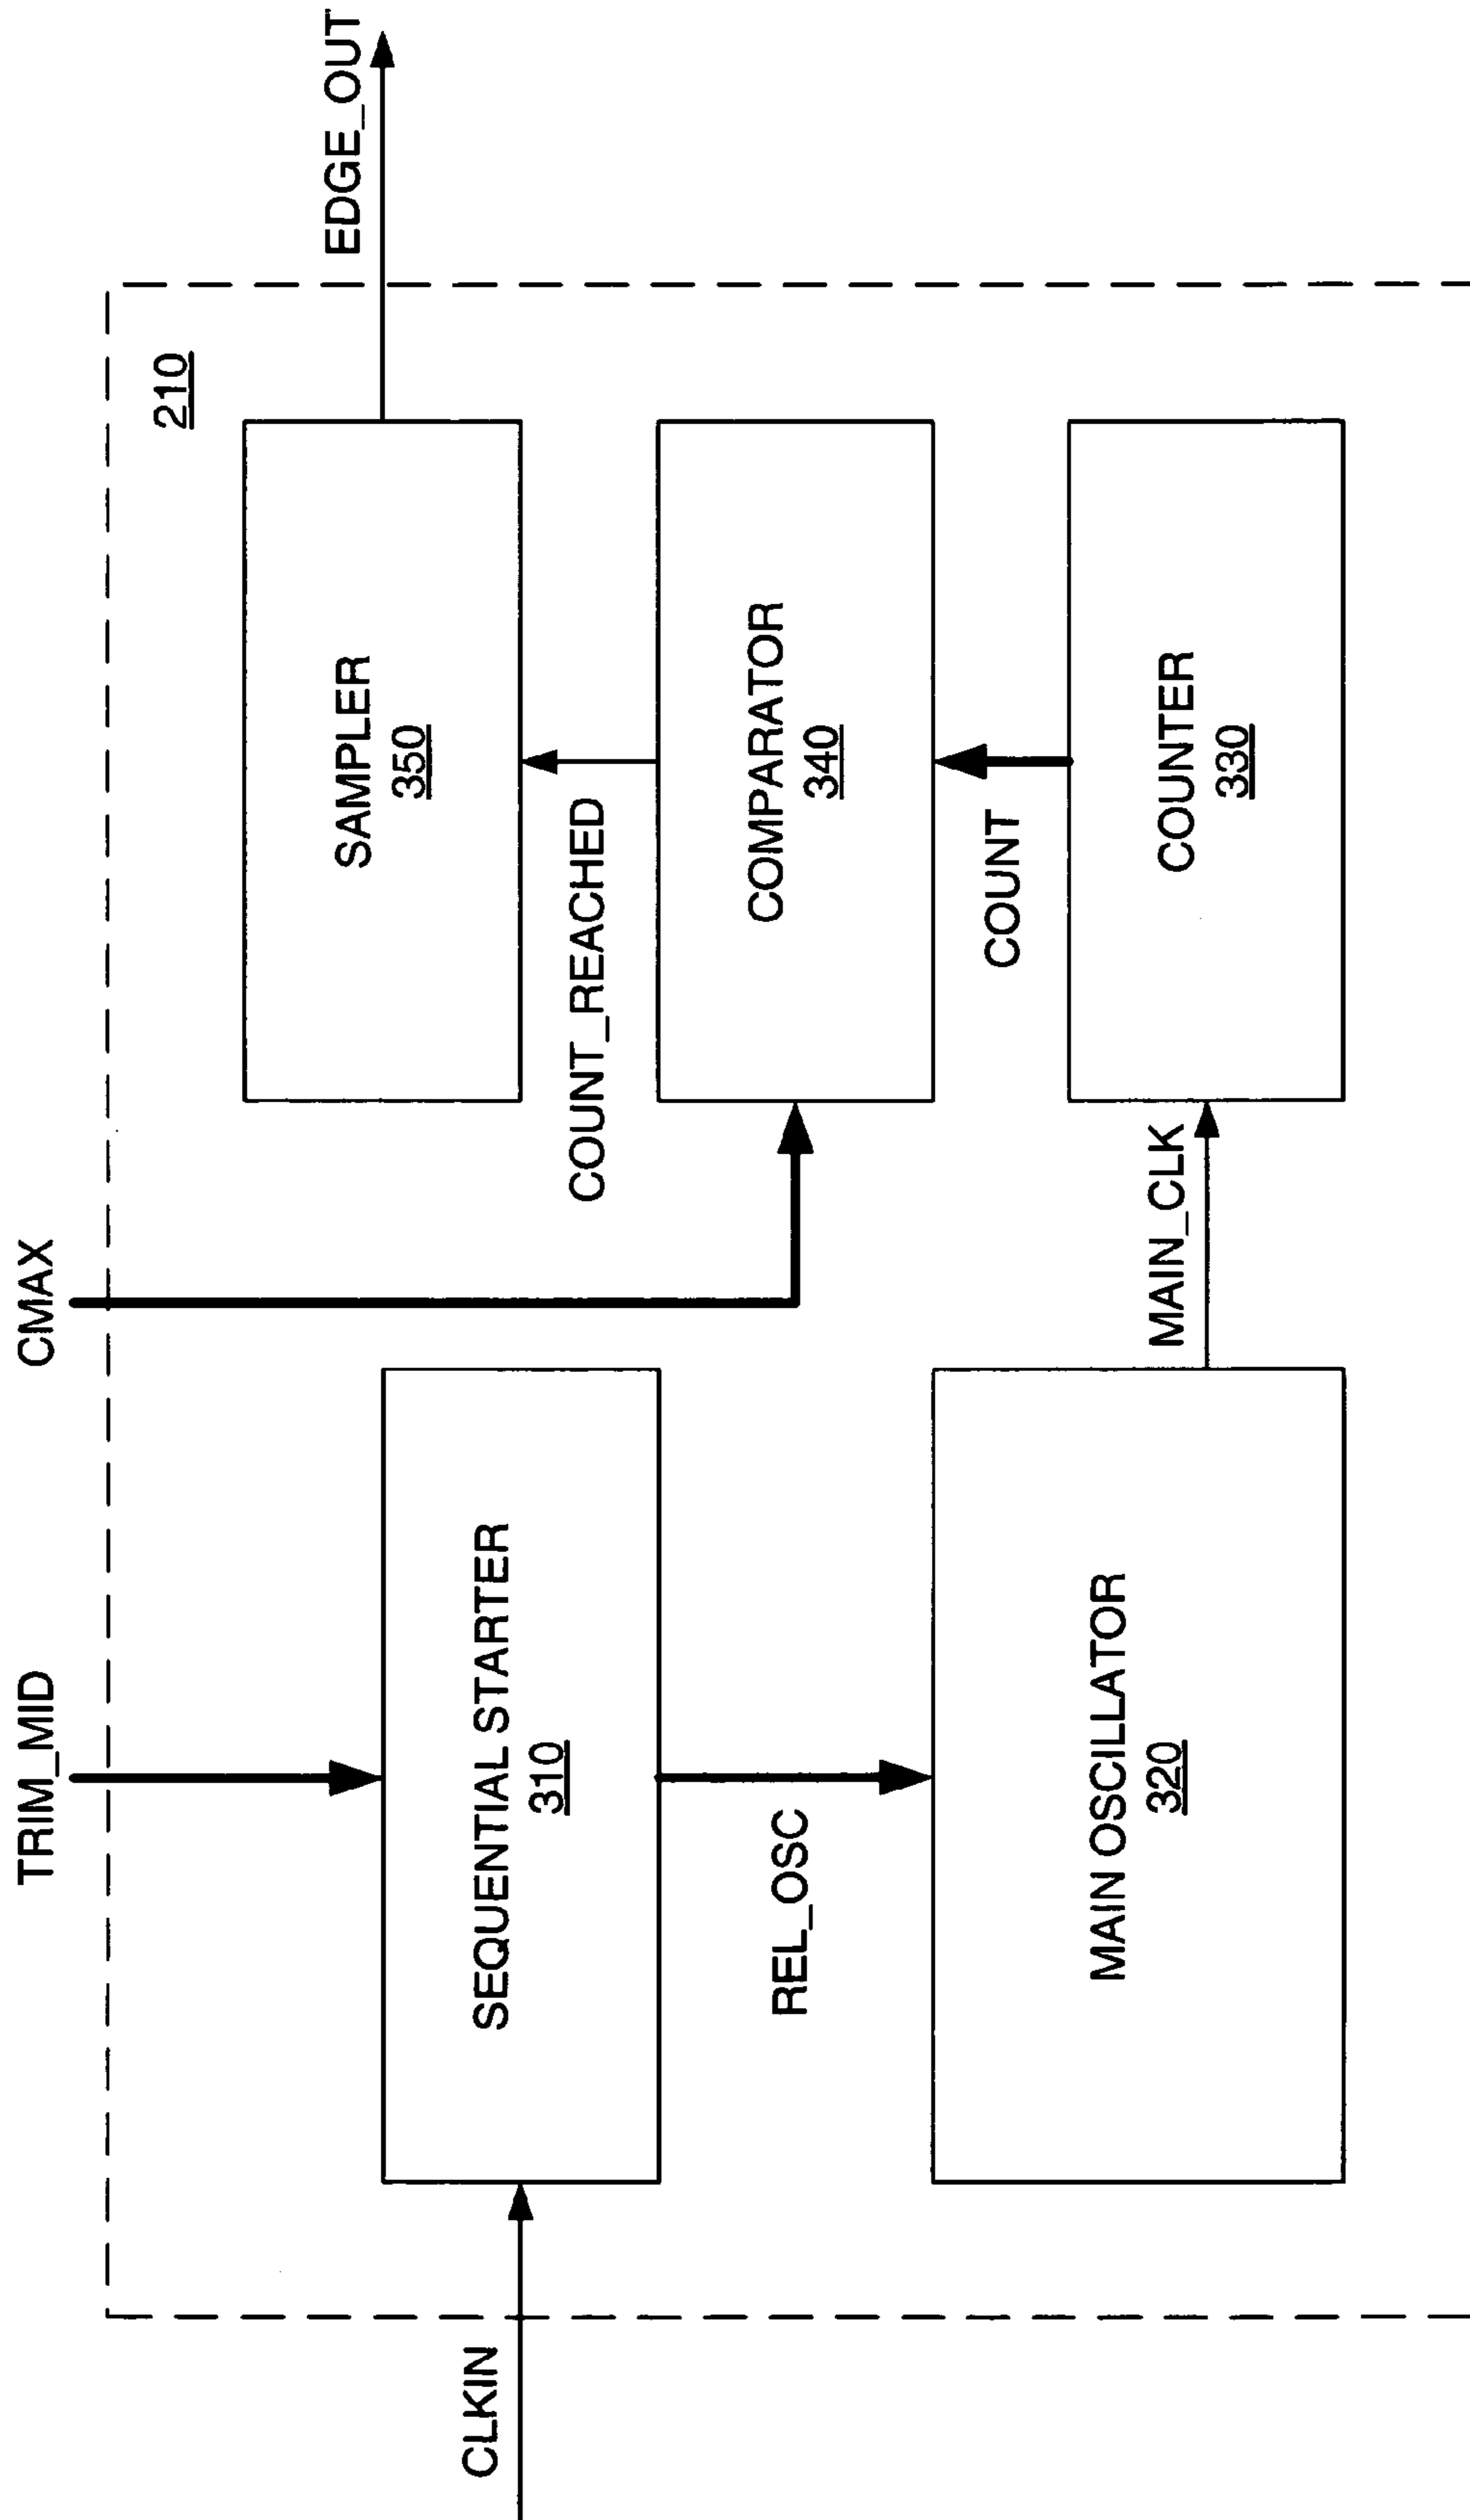 TRIM_MID
CMAX
210
CLKIN
SEQUENTIAL STARTER
310
SAMPLER
350
EDGE_OUT
COUNT_REACHED
REL_OSC
COMPARATOR
340
COUNT
MAIN OSCILLATOR
320
MAIN_CLK
COUNTER
330